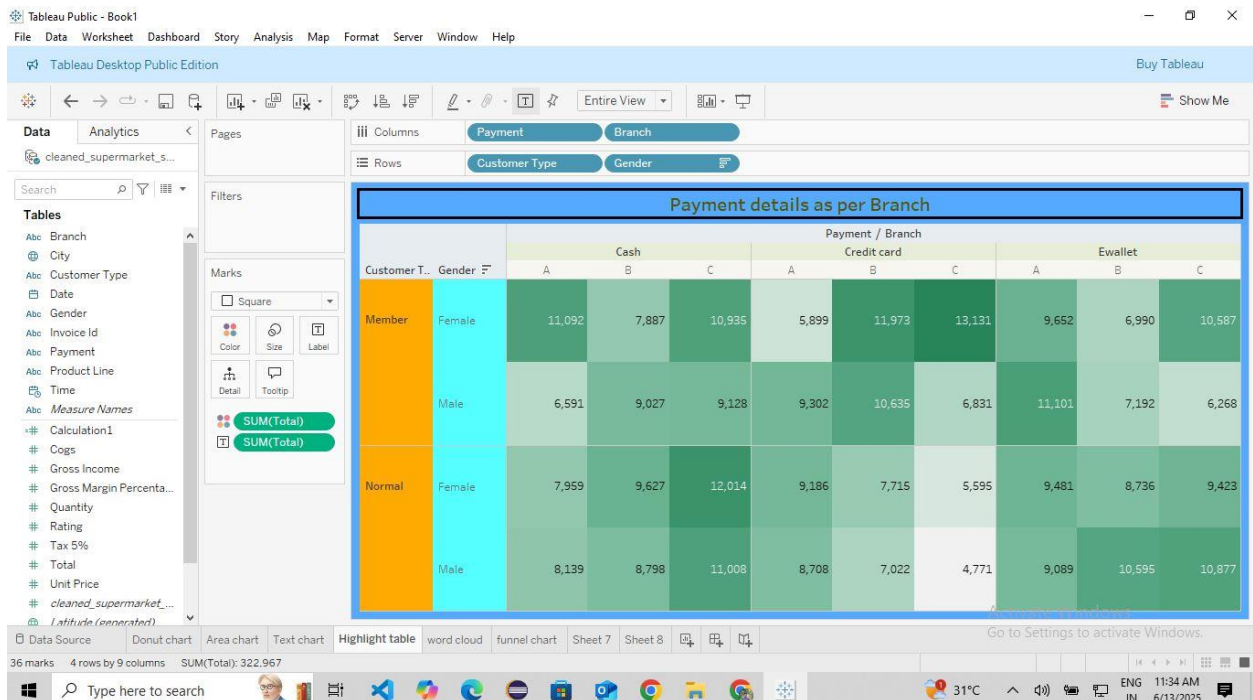 Tableau Public - Book1
File Data Worksheet Dashboard Story Analysis Map Format Server Window Help
Tableau Desktop Public Edition Buy Tableau
Entire View Show Me
Data Analytics Pages Columns Payment Branch
cleaned_supermarket_s... Rows Customer Type Gender
Search Filters
Tables
Abc Branch
City
Abc Customer Type
Date
Abc Gender
Abc Invoice Id
Abc Payment
Abc Product Line
Time
Abc Measure Names
=# Calculation1
# Cogs
# Gross Income
# Gross Margin Percenta...
# Quantity
# Rating
# Tax 5%
# Total
# Unit Price
# cleaned_supermarket_...
Latitude (generated)
Marks
Square
Color Size Label
Detail Tooltip
SUM(Total)
SUM(Total)
Payment details as per Branch
Payment / Branch
Cash Credit card Ewallet
Customer T.. Gender A B C A B C A B C
Member Female 11,092 7,887 10,935 5,899 11,973 13,131 9,652 6,990 10,587
Male 6,591 9,027 9,128 9,302 10,635 6,831 11,101 7,192 6,268
Normal Female 7,959 9,627 12,014 9,186 7,715 5,595 9,481 8,736 9,423
Male 8,139 8,798 11,008 8,708 7,022 4,771 9,089 10,595 10,877
Activate Windows
Go to Settings to activate Windows.
Data Source Donut chart Area chart Text chart Highlight table word cloud funnel chart Sheet 7 Sheet 8
36 marks 4 rows by 9 columns SUM(Total): 322,967
Type here to search 31°C ENG 11:34 AM
IN 6/13/2025